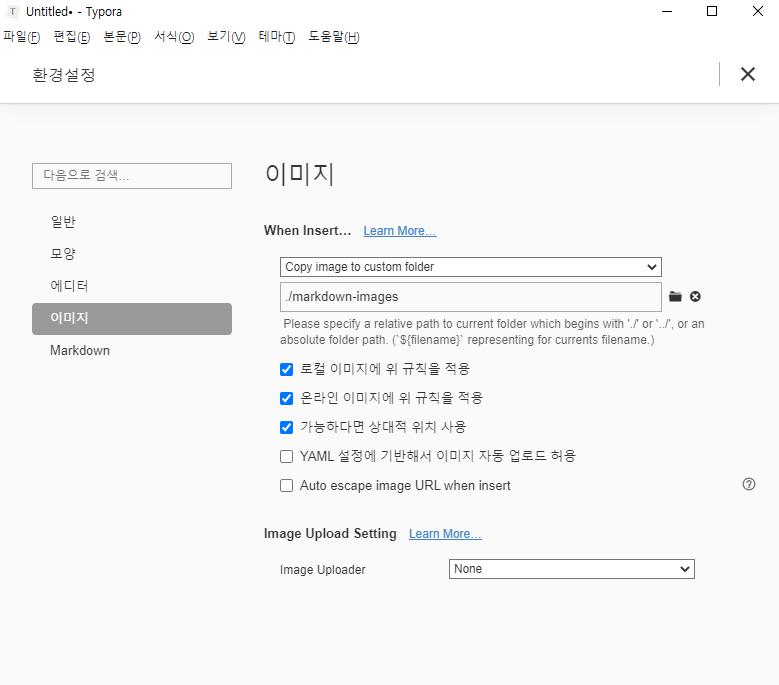 T Untitled• - Typora
파일(F) 편집(E) 본문(P) 서식(O) 보기(V) 테마(T) 도움말(H)
환경설정
다음으로 검색...
일반
모양
에디터
이미지
Markdown
이미지
When Insert... Learn More...
Copy image to custom folder
./markdown-images
Please specify a relative path to current folder which begins with './' or '../', or an
absolute folder path. (`${filename}` representing for currents filename.)
로컬 이미지에 위 규칙을 적용
온라인 이미지에 위 규칙을 적용
가능하다면 상대적 위치 사용
YAML 설정에 기반해서 이미지 자동 업로드 허용
Auto escape image URL when insert
Image Upload Setting Learn More...
Image Uploader None